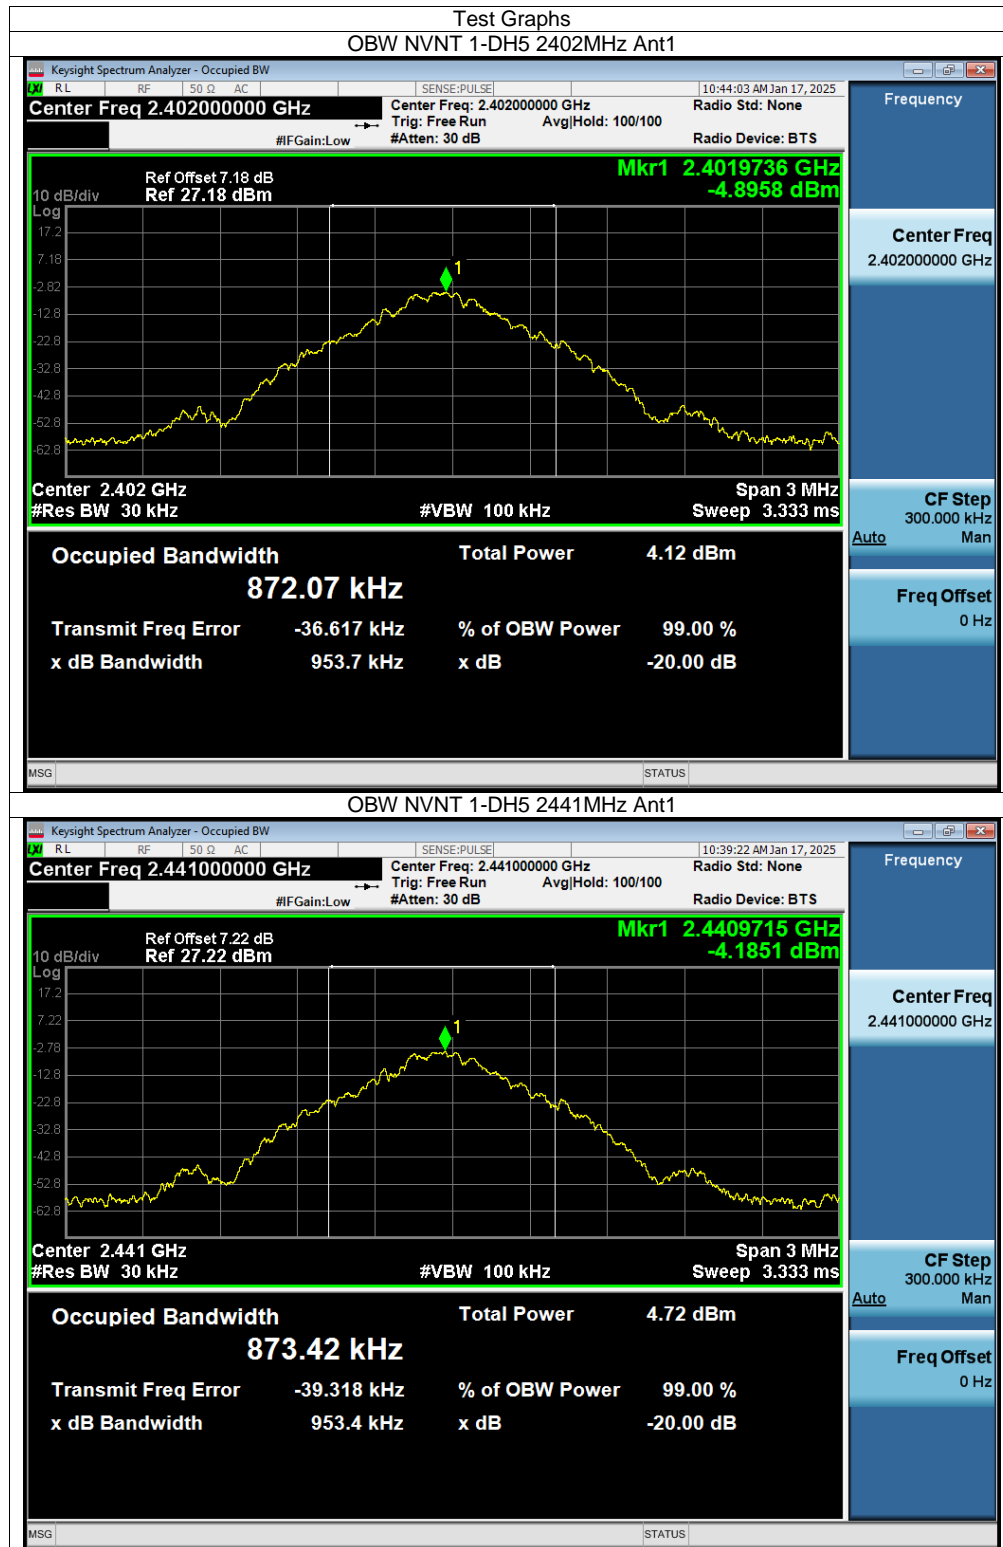 Test Graphs
OBW NVNT 1-DH5 2402MHz Ant1
Keysight Spectrum Analyzer - Occupied BW
LXI RL RF 50 Ω AC SENSE:PULSE 10:44:03 AM Jan 17, 2025
Center Freq 2.402000000 GHz Center Freq: 2.402000000 GHz Radio Std: None Frequency
Trig: Free Run Avg|Hold: 100/100
#IFGain:Low #Atten: 30 dB Radio Device: BTS
Mkr1 2.4019736 GHz
Ref Offset 7.18 dB
-4.8958 dBm
10 dB/div Ref 27.18 dBm
Log
17.2
Center Freq
2.402000000 GHz
7.18
1
-2.82
-12.8
-22.8
-32.8
-42.8
-52.8
-62.8
Center 2.402 GHz Span 3 MHz
#Res BW 30 kHz #VBW 100 kHz Sweep 3.333 ms
CF Step
300.000 kHz
Auto Man
Occupied Bandwidth Total Power 4.12 dBm
872.07 kHz
Freq Offset
0 Hz
Transmit Freq Error -36.617 kHz % of OBW Power 99.00 %
x dB Bandwidth 953.7 kHz x dB -20.00 dB
MSG STATUS
OBW NVNT 1-DH5 2441MHz Ant1
Keysight Spectrum Analyzer - Occupied BW
LXI RL RF 50 Ω AC SENSE:PULSE 10:39:22 AM Jan 17, 2025
Center Freq 2.441000000 GHz Center Freq: 2.441000000 GHz Radio Std: None Frequency
Trig: Free Run Avg|Hold: 100/100
#IFGain:Low #Atten: 30 dB Radio Device: BTS
Mkr1 2.4409715 GHz
Ref Offset 7.22 dB
-4.1851 dBm
10 dB/div Ref 27.22 dBm
Log
17.2
Center Freq
2.441000000 GHz
7.22
1
-2.78
-12.8
-22.8
-32.8
-42.8
-52.8
-62.8
Center 2.441 GHz Span 3 MHz
#Res BW 30 kHz #VBW 100 kHz Sweep 3.333 ms
CF Step
300.000 kHz
Auto Man
Occupied Bandwidth Total Power 4.72 dBm
873.42 kHz
Freq Offset
0 Hz
Transmit Freq Error -39.318 kHz % of OBW Power 99.00 %
x dB Bandwidth 953.4 kHz x dB -20.00 dB
MSG STATUS